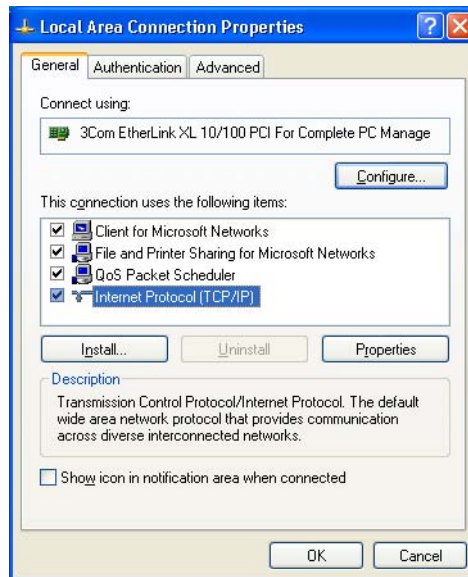 Local Area Connection Properties
General Authentication Advanced
Connect using:
3Com EtherLink XL 10/100 PCI For Complete PC Manage
Configure...
This connection uses the following items:
Client for Microsoft Networks
File and Printer Sharing for Microsoft Networks
QoS Packet Scheduler
Internet Protocol (TCP/IP)
Install... Uninstall Properties
Description
Transmission Control Protocol/Internet Protocol. The default
wide area network protocol that provides communication
across diverse interconnected networks.
Show icon in notification area when connected
OK Cancel